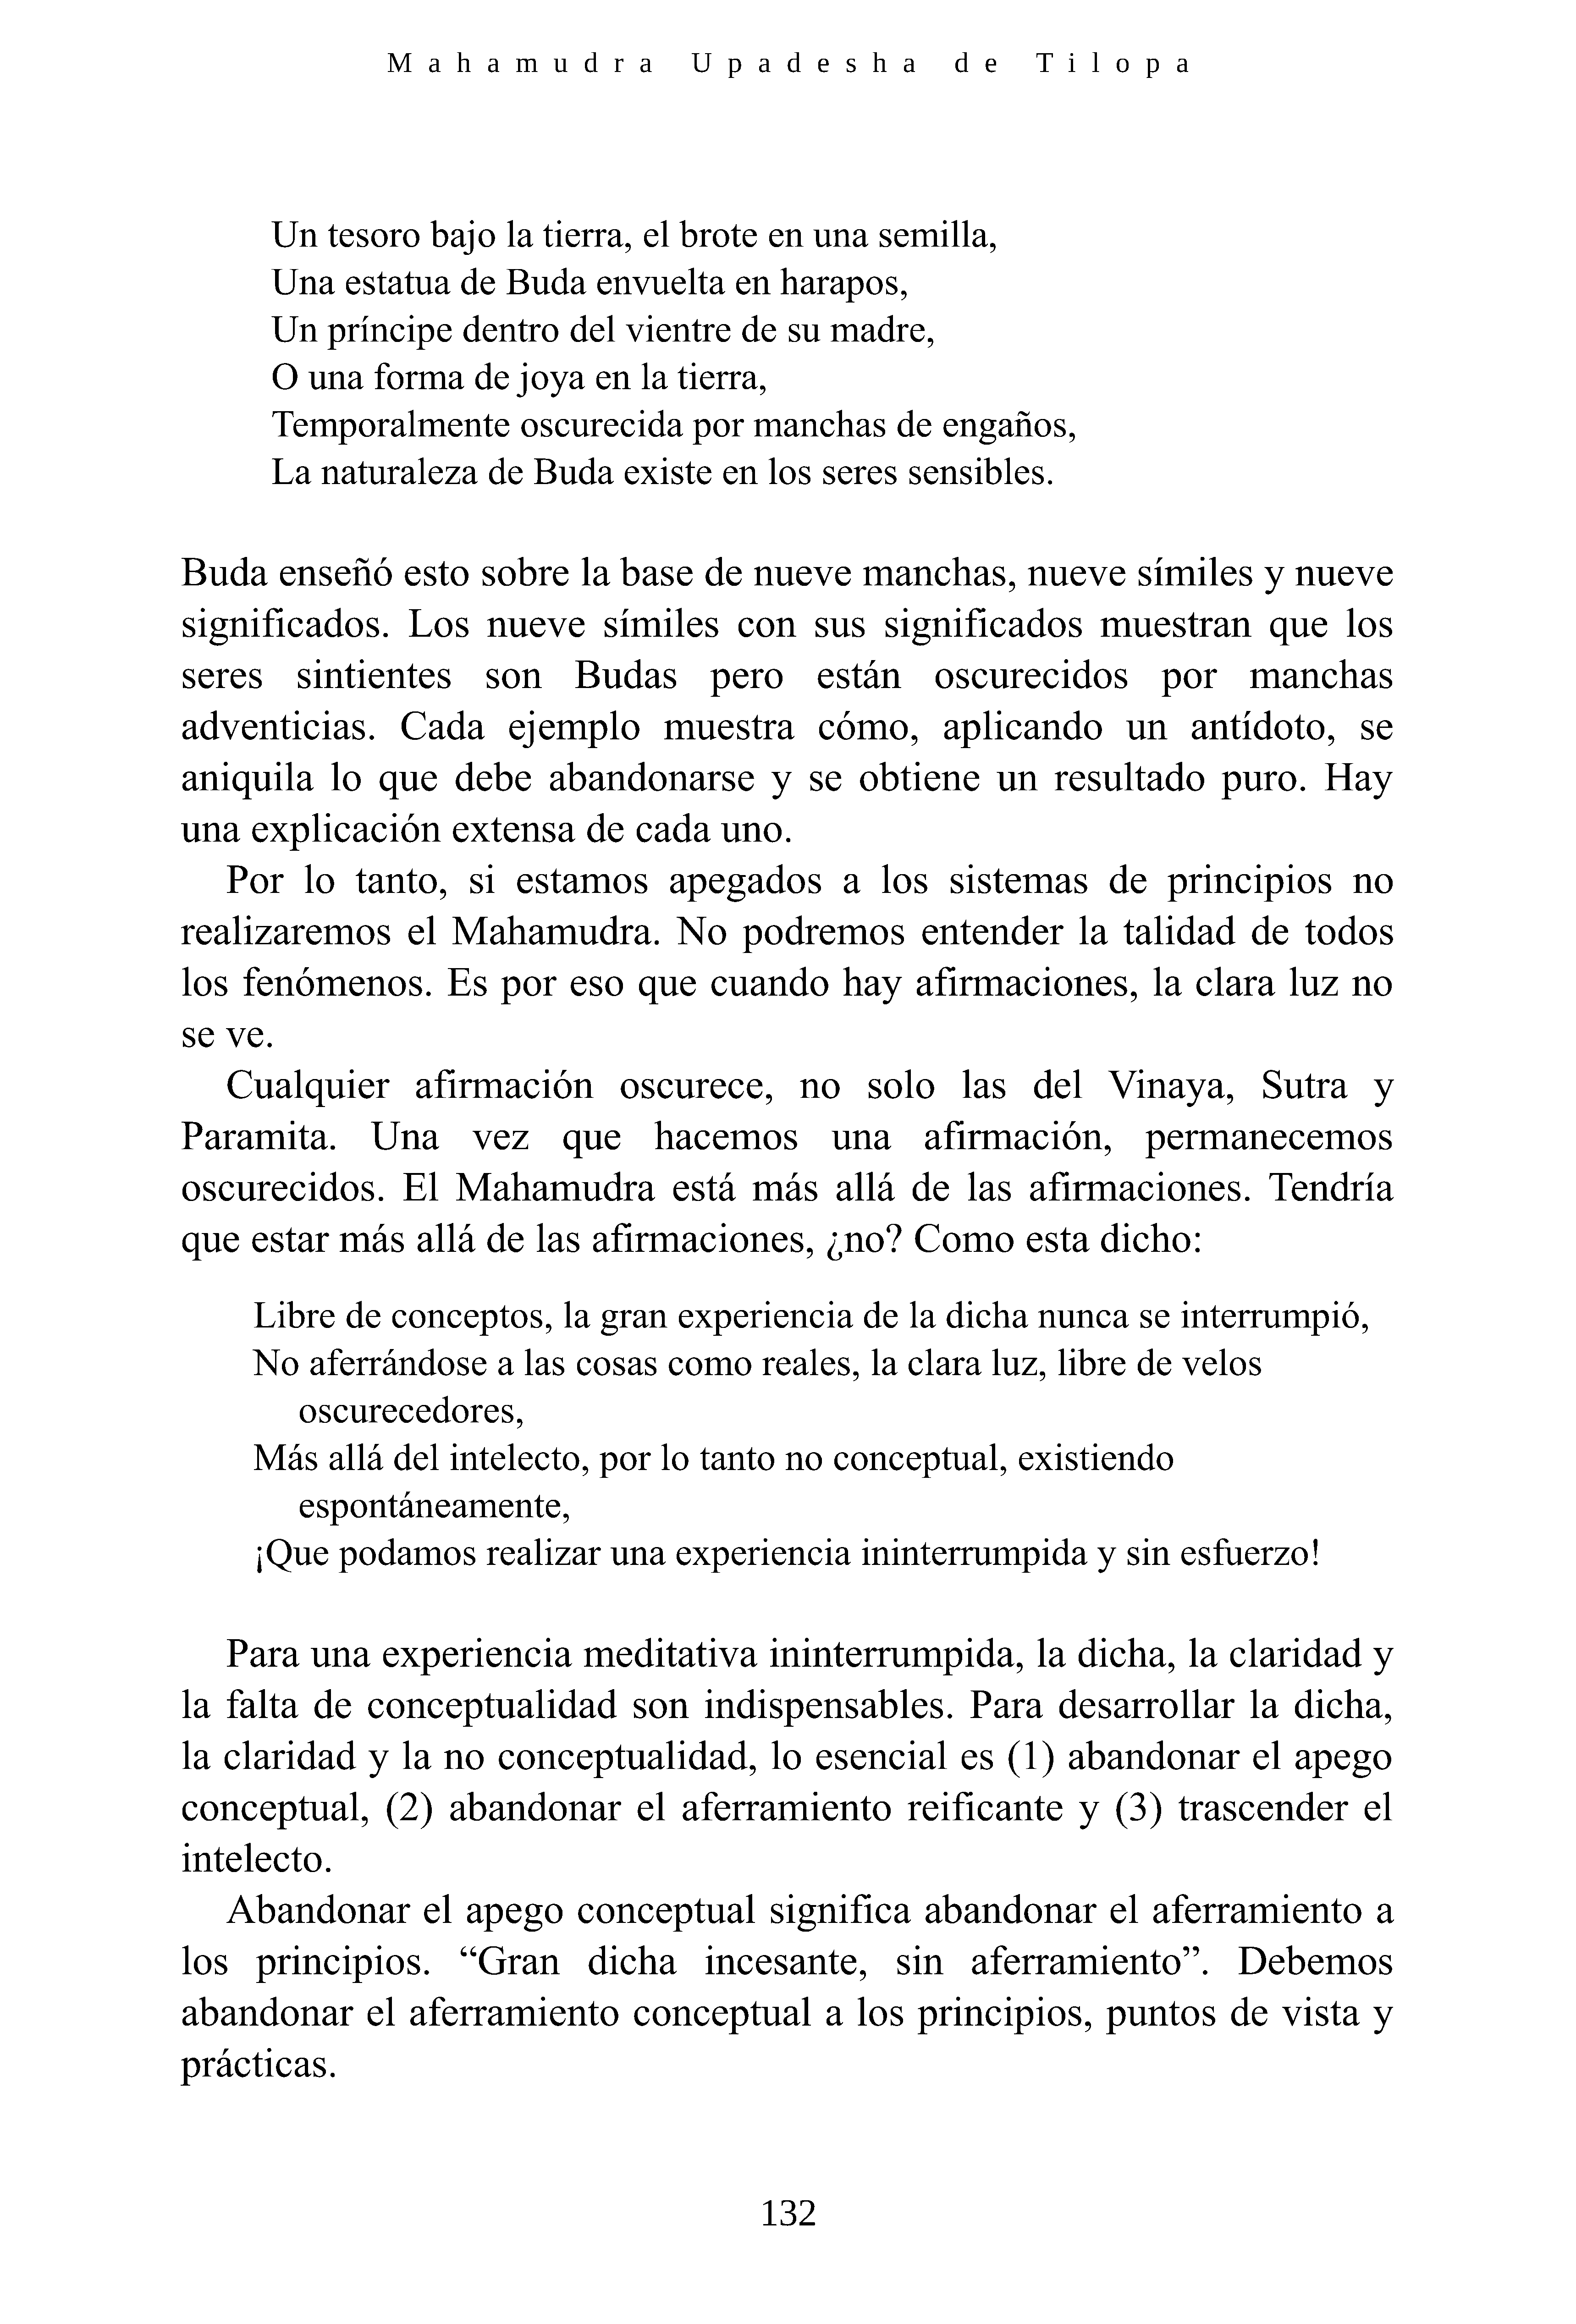 Mahamudra Upadesha de Tilopa
Un tesoro bajo la tierra, el brote en una semilla,
Una estatua de Buda envuelta en harapos,
Un príncipe dentro del vientre de su madre,
O una forma de joya en la tierra,
Temporalmente oscurecida por manchas de engaños,
La naturaleza de Buda existe en los seres sensibles.
Buda enseñó esto sobre la base de nueve manchas, nueve símiles y nueve
significados. Los nueve símiles con sus significados muestran que los
seres sintientes son Budas pero están oscurecidos por manchas
adventicias. Cada ejemplo muestra cómo, aplicando un antídoto, se
aniquila lo que debe abandonarse y se obtiene un resultado puro. Hay
una explicación extensa de cada uno.
Por lo tanto, si estamos apegados a los sistemas de principios no
realizaremos el Mahamudra. No podremos entender la talidad de todos
los fenómenos. Es por eso que cuando hay afirmaciones, la clara luz no
se ve.
Cualquier afirmación oscurece, no solo las del Vinaya, Sutra y
Paramita. Una vez que hacemos una afirmación, permanecemos
oscurecidos. El Mahamudra está más allá de las afirmaciones. Tendría
que estar más allá de las afirmaciones, ¿no? Como esta dicho:
Libre de conceptos, la gran experiencia de la dicha nunca se interrumpió,
No aferrándose a las cosas como reales, la clara luz, libre de velos
oscurecedores,
Más allá del intelecto, por lo tanto no conceptual, existiendo
espontáneamente,
¡Que podamos realizar una experiencia ininterrumpida y sin esfuerzo!
Para una experiencia meditativa ininterrumpida, la dicha, la claridad y
la falta de conceptualidad son indispensables. Para desarrollar la dicha,
la claridad y la no conceptualidad, lo esencial es (1) abandonar el apego
conceptual, (2) abandonar el aferramiento reificante y (3) trascender el
intelecto.
Abandonar el apego conceptual significa abandonar el aferramiento a
los principios. “Gran dicha incesante, sin aferramiento”. Debemos
abandonar el aferramiento conceptual a los principios, puntos de vista y
prácticas.
132